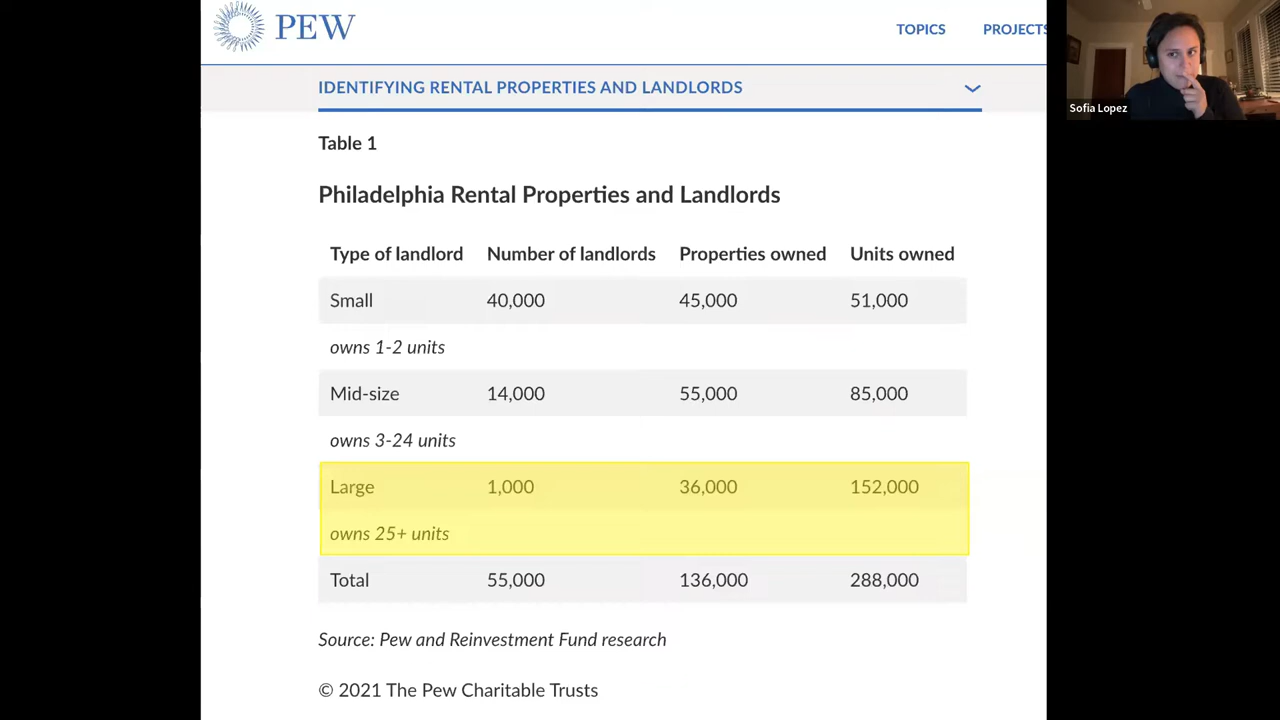 PEW
TOPICS PROJECTS
IDENTIFYING RENTAL PROPERTIES AND LANDLORDS
Sofia Lopez
Table 1
Philadelphia Rental Properties and Landlords
Type of landlord Number of landlords Properties owned Units owned
Small 40,000 45,000 51,000
owns 1-2 units
Mid-size 14,000 55,000 85,000
owns 3-24 units
Large 1,000 36,000 152,000
owns 25+ units
Total 55,000 136,000 288,000
Source: Pew and Reinvestment Fund research
© 2021 The Pew Charitable Trusts